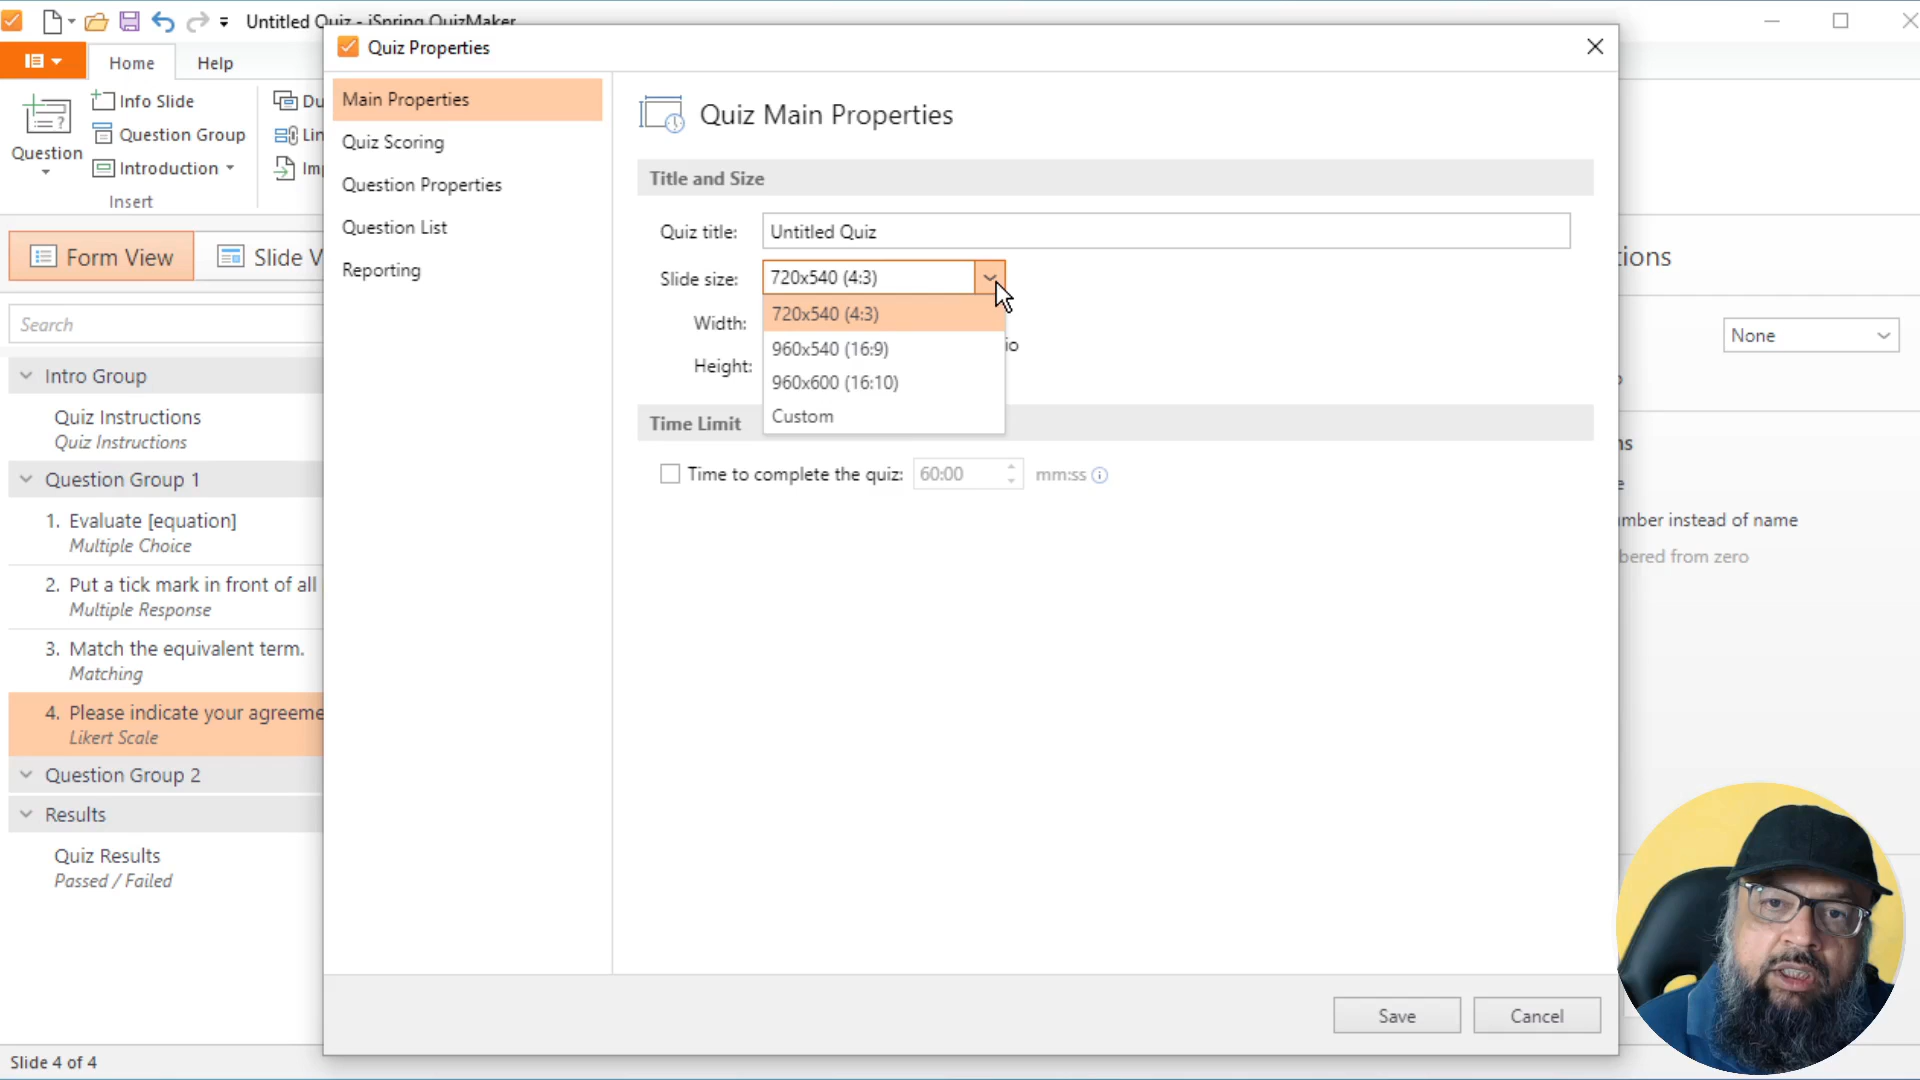 Untitled Quiz - iSpring QuizMaker
Quiz Properties
Home
Help
Question
Info Slide
Question Group
Introduction
Insert
Form View
Slide V
Search
Intro Group
Quiz Instructions
Quiz Instructions
Question Group 1
1. Evaluate [equation]
Multiple Choice
2. Put a tick mark in front of all
Multiple Response
3. Match the equivalent term.
Matching
4. Please indicate your agreeme
Likert Scale
Question Group 2
Results
Quiz Results
Passed / Failed
Slide 4 of 4
Main Properties
Quiz Scoring
Question Properties
Question List
Reporting
Quiz Main Properties
Title and Size
Quiz title: Untitled Quiz
Slide size: 720x540 (4:3)
720x540 (4:3)
960x540 (16:9)
960x600 (16:10)
Custom
Width:
io
Height:
Time Limit
Time to complete the quiz: 60:00 mm:ss
Save
Cancel
ions
None
mber instead of name
bered from zero